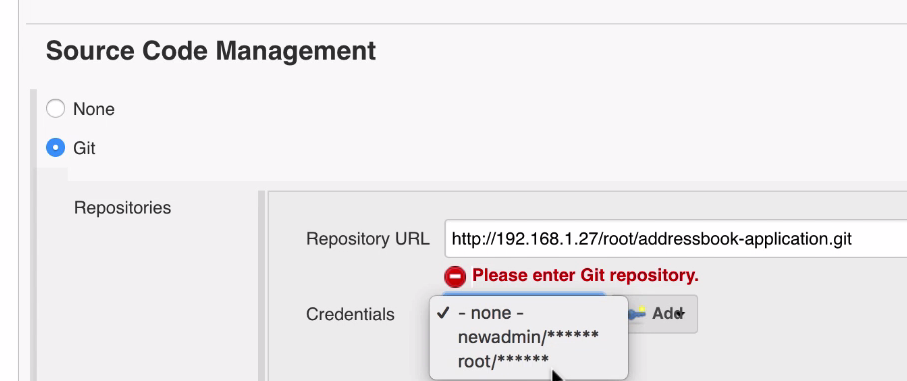 Source Code Management
None
Git
Repositories
Repository URL http://192.168.1.27/root/addressbook-application.git
Please enter Git repository.
Credentials - none - Add
newadmin/******
root/******